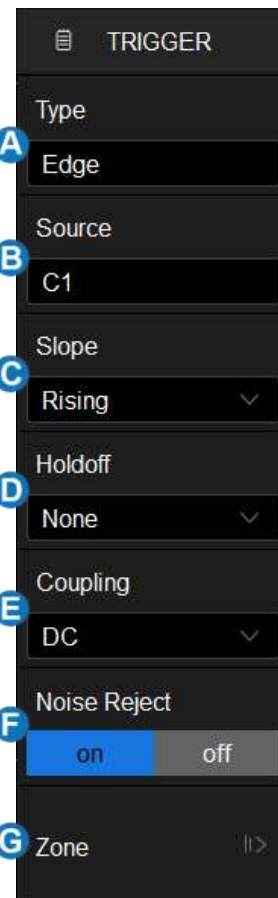 TRIGGER
Type
A
Edge
Source
B
C1
Slope
C
Rising
Holdoff
D
None
Coupling
E
DC
Noise Reject
F
on off
G Zone